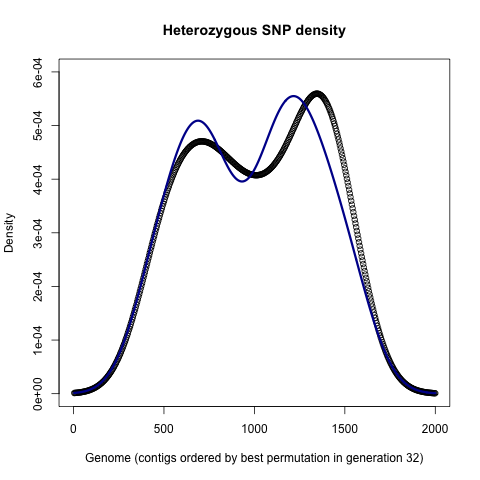 Heterozygous SNP density
Density
6e-04
5e-04
4e-04
3e-04
2e-04
1e-04
0e+00
0 500 1000 1500 2000
Genome (contigs ordered by best permutation in generation 32)